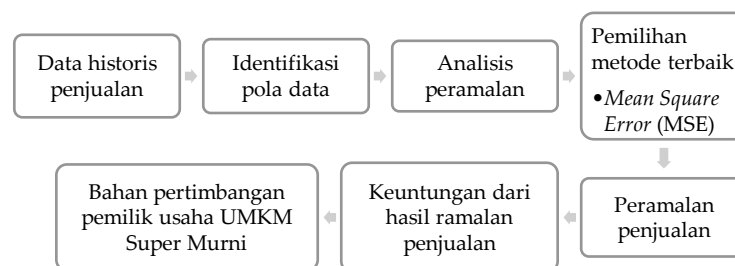 Data historis
penjualan
Identifikasi
pola data
Analisis
peramalan
Pemilihan
metode terbaik
•Mean Square
Error (MSE)
Peramalan
penjualan
Keuntungan dari
hasil ramalan
penjualan
Bahan pertimbangan
pemilik usaha UMKM
Super Murni